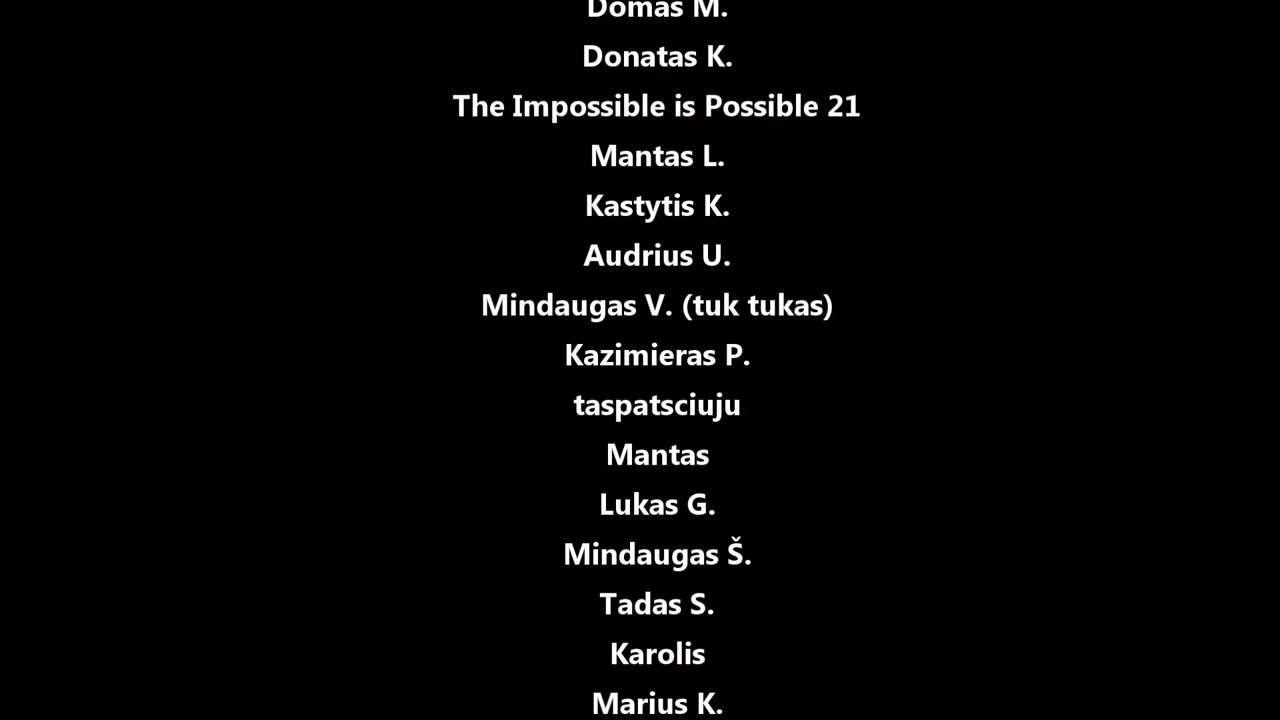 Domas M.
Donatas K.
The Impossible is Possible 21
Mantas L.
Kastytis K.
Audrius U.
Mindaugas V. (tuk tukas)
Kazimieras P.
taspatsciuju
Mantas
Lukas G.
Mindaugas Š.
Tadas S.
Karolis
Marius K.